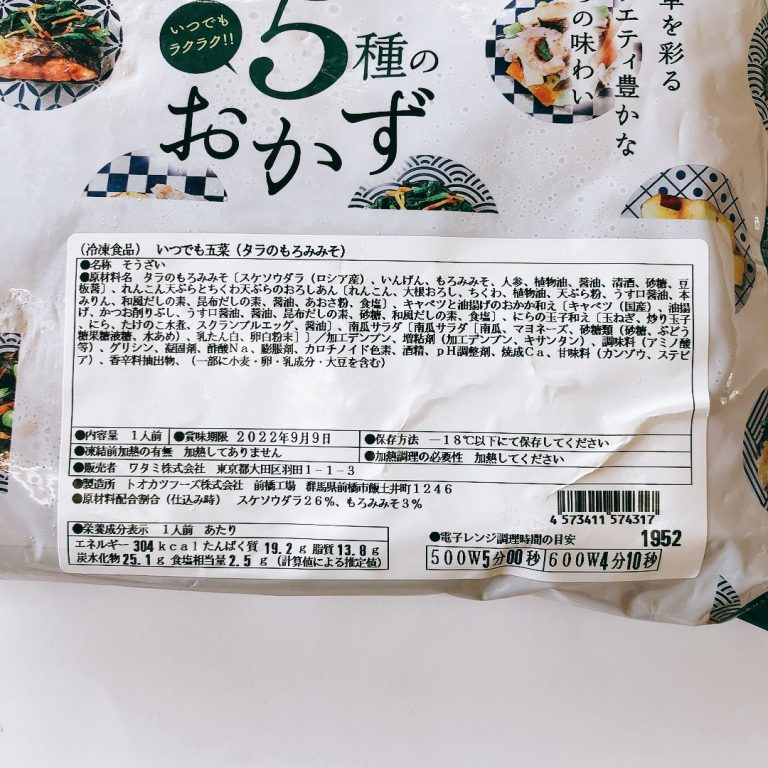 いつでも
ラクラク!!
5種の
おかず
を彩る
エティ豊かな
の味わい
(冷凍食品) いつでも五菜(タラのもろみみそ)
●名称 そうざい
●原材料名 タラのもろみみそ〔スケソウダラ(ロシア産)、いんげん、もろみみそ、人参、植物油、醤油、清酒、砂糖、豆
板醤〕、れんこん天ぷらとちくわ天ぷらのおろしあん〔れんこん、大根おろし、ちくわ、植物油、天ぷら粉、うす口醤油、本
みりん、和風だしの素、昆布だしの素、醤油、あおさ粉、食塩〕、キャベツと油揚げのおかか和え〔キャベツ(国産)、油揚
げ、かつお削りぶし、うす口醤油、醤油、昆布だしの素、砂糖、和風だしの素、食塩〕、にらの玉子和え〔玉ねぎ、炒り玉子
、にら、たけのこ水煮、スクランブルエッグ、醤油〕、南瓜サラダ〔南瓜サラダ[南瓜、マヨネーズ、砂糖類(砂糖、ぶどう
糖果糖液糖、水あめ)、乳たん白、卵白粉末]〕/加工デンプン、増粘剤(加工デンプン、キサンタン)、調味料(アミノ酸
等)、グリシン、凝固剤、酢酸Na、膨脹剤、カロチノイド色素、酒精、pH調整剤、焼成Ca、甘味料(カンゾウ、ステビ
ア)、香辛料抽出物、(一部に小麦・卵・乳成分・大豆を含む)
●内容量 1人前 ●賞味期限 2022年9月9日 ●保存方法 -18℃以下にて保存してください
●凍結前加熱の有無 加熱してありません ●加熱調理の必要性 加熱してください
●販売者 ワタミ株式会社 東京都大田区羽田1-1-3
●製造所 トオカツフーズ株式会社 前橋工場 群馬県前橋市飯土井町1246
●原材料配合割合(仕込み時) スケソウダラ26%、もろみみそ3%
4 573411 574317
●栄養成分表示 1人前 あたり
エネルギー 304 kcal たんぱく質 19.2 g 脂質 13.8 g
炭水化物 25.1 g 食塩相当量 2.5 g (計算値による推定値)
●電子レンジ調理時間の目安 1952
500W5分00秒 600W4分10秒